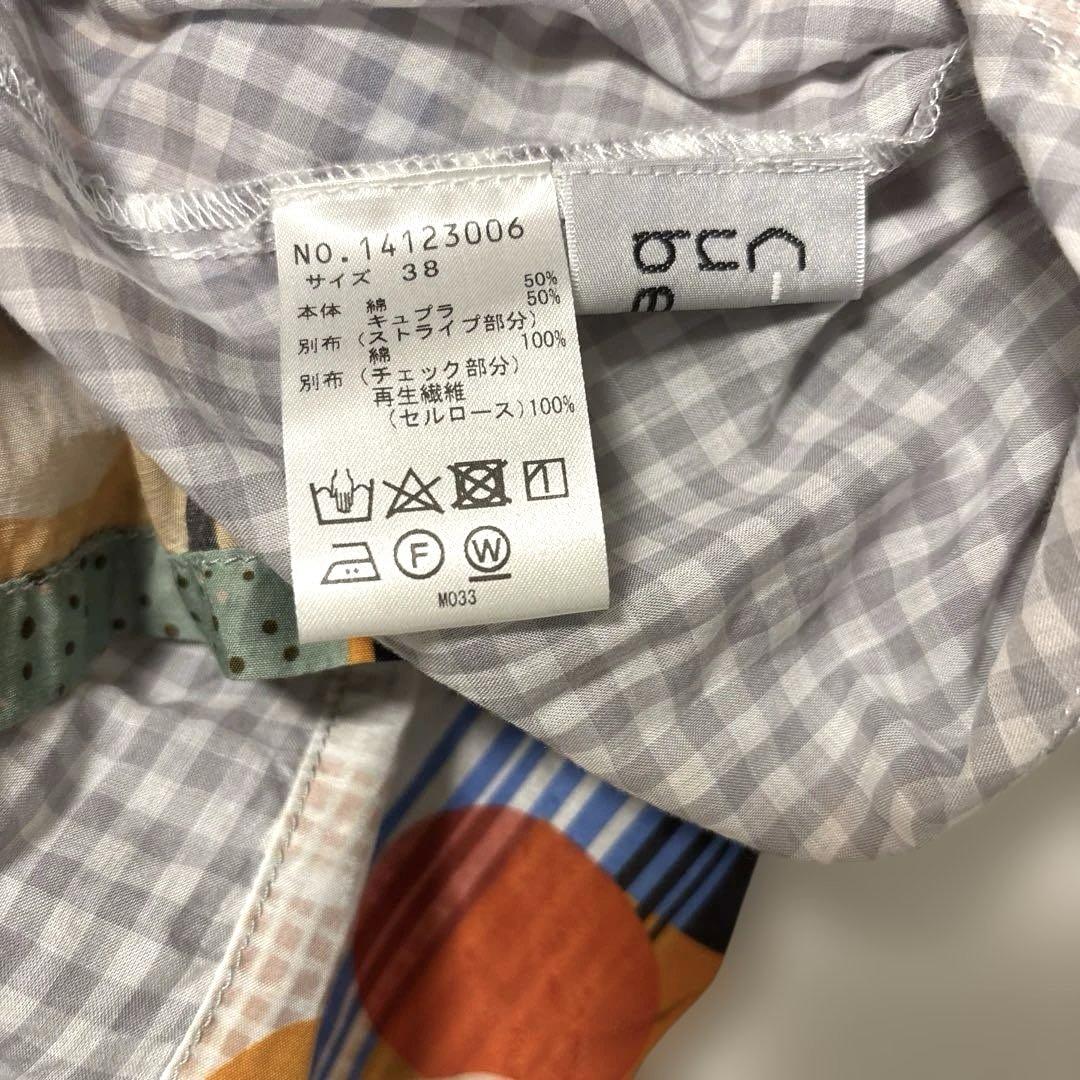 NO.14123006
サイズ 38
本体 綿 50%
キュプラ 50%
別布 (ストライプ部分)
綿 100%
別布 (チェック部分)
再生繊維
(セルロース)100%
F W
M033